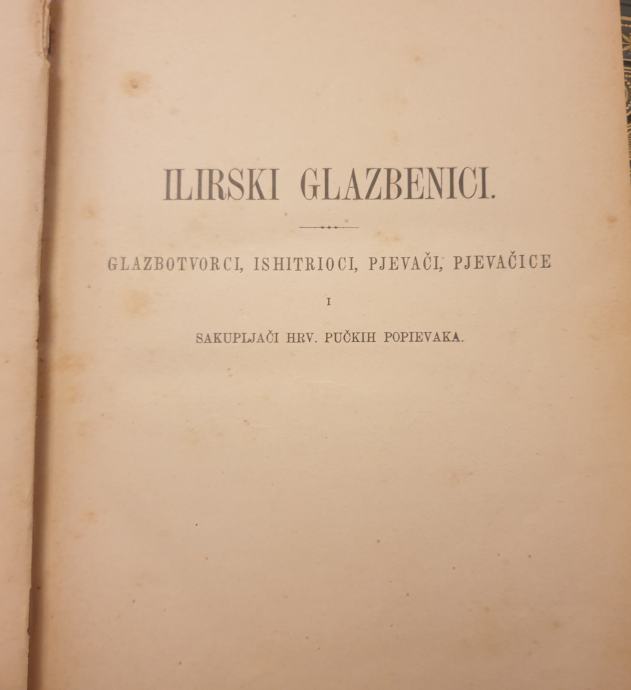 ILIRSKI GLAZBENICI.
GLAZBOTVORCI, ISHITRIOCI, PJEVAČI, PJEVAČICE
I
SAKUPLJAČI HRV. PUČKIH POPIEVAKA.